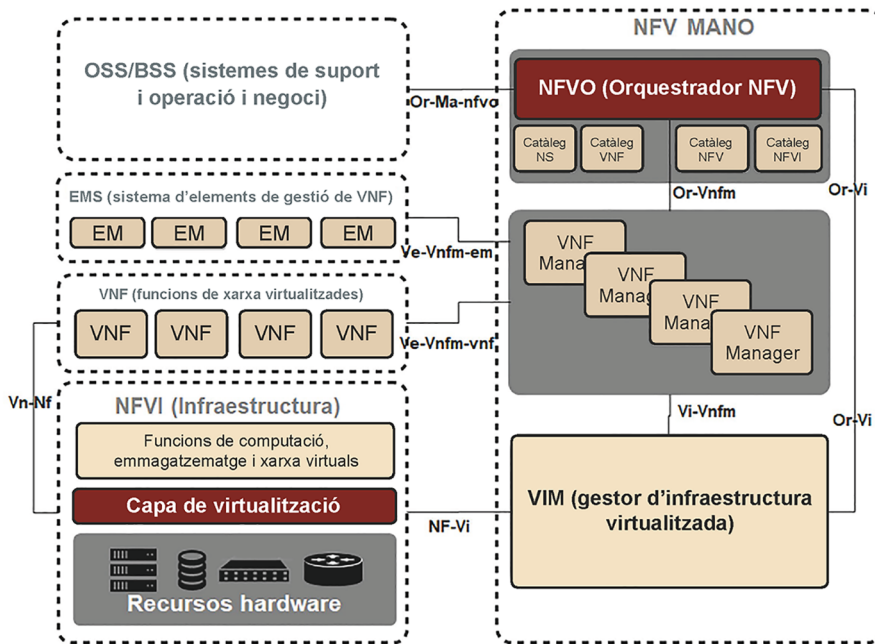 NFV MANO
OSS/BSS (sistemes de suport
i operació i negoci)
Or-Ma-nfvo
NFVO (Orquestrador NFV)
Catàleg
NS
Catàleg
VNF
Catàleg
NFV
Catàleg
NFVI
Or-Vnfm
Or-Vi
EMS (sistema d'elements de gestió de VNF)
EM
EM
EM
EM
Ve-Vnfm-em
VNF
Manager
VNF
Manager
VNF
Manager
VNF
Manager
VNF (funcions de xarxa virtualitzades)
VNF
VNF
VNF
VNF
Ve-Vnfm-vnf
Vn-Nf
NFVI (Infraestructura)
Funcions de computació,
emmagatzematge i xarxa virtuals
Capa de virtualització
Recursos hardware
NF-Vi
Vi-Vnfm
Or-Vi
VIM (gestor d'infraestructura
virtualitzada)